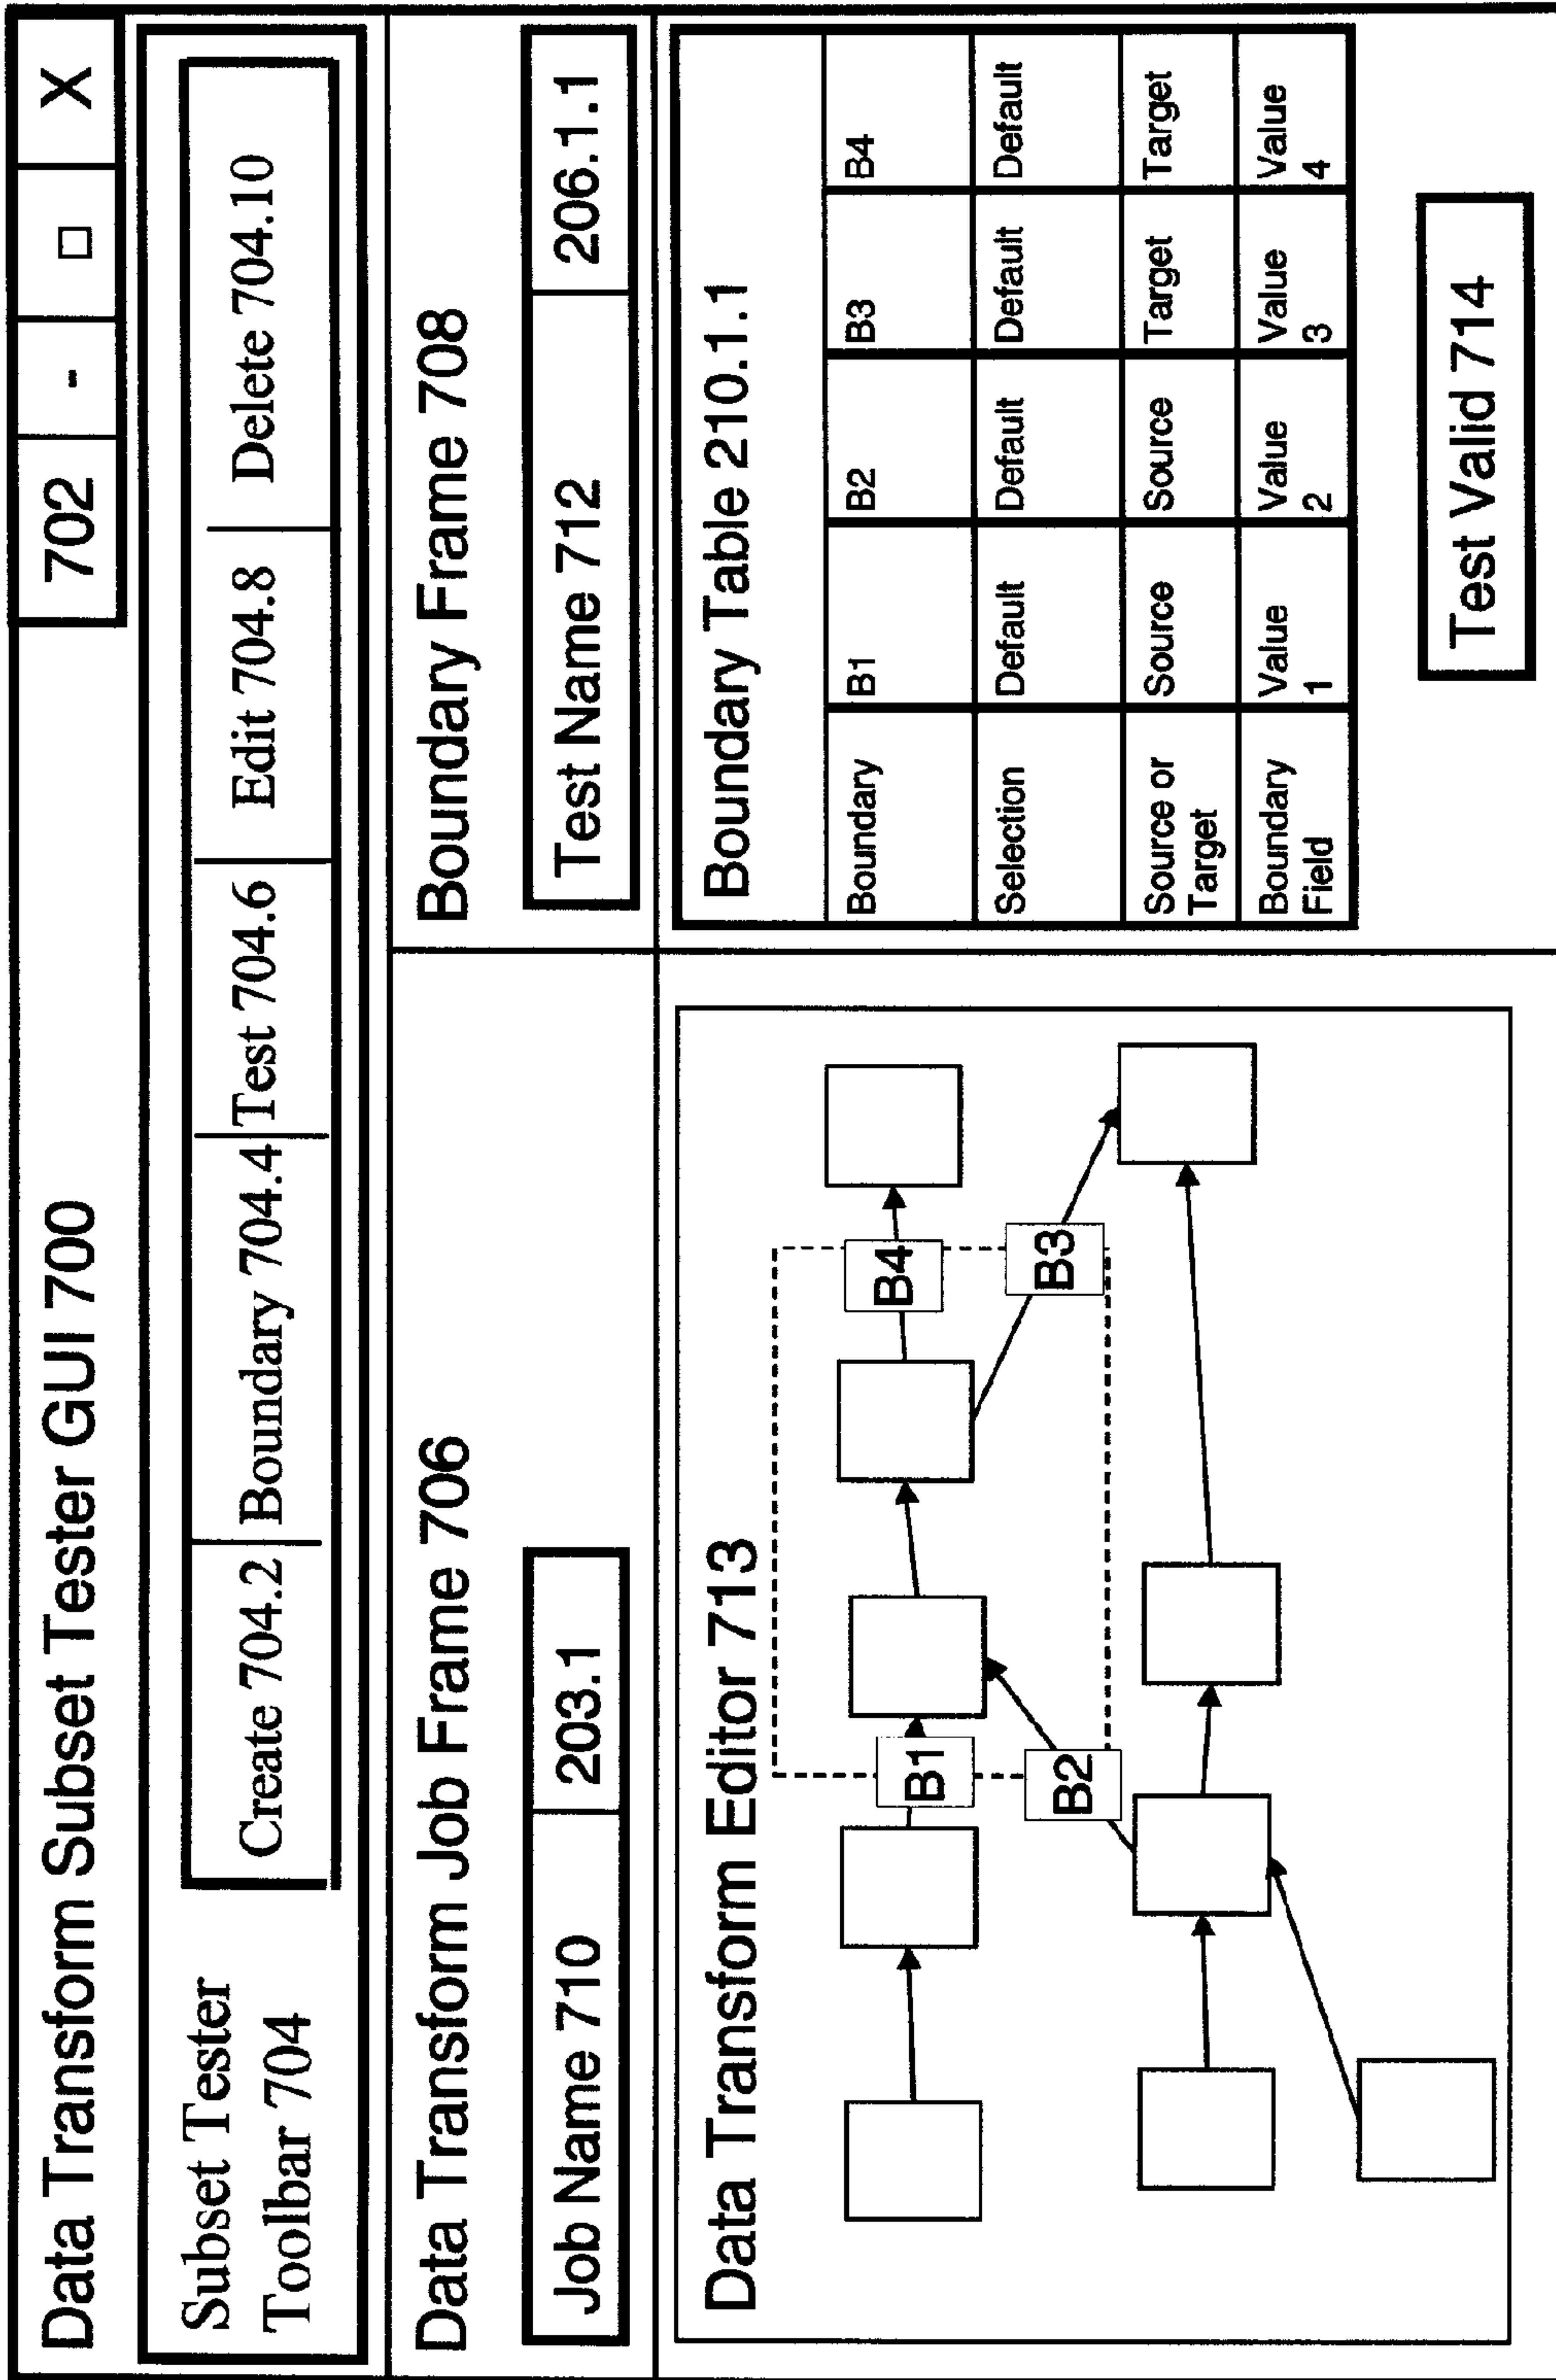 Data Transform Subset Tester GUI 700
702 - □ X
Subset Tester
Toolbar 704
Create 704.2 Boundary 704.4 Test 704.6 Edit 704.8 Delete 704.10
Data Transform Job Frame 706
Job Name 710 203.1
Boundary Frame 708
Test Name 712 206.1.1
Data Transform Editor 713
B1
B2
B4
B3
Boundary Table 210.1.1
Boundary B1 B2 B3 B4
Selection Default Default Default Default
Source or
Target
Source Source Target Target
Boundary
Field
Value
1
Value
2
Value
3
Value
4
Test Valid 714